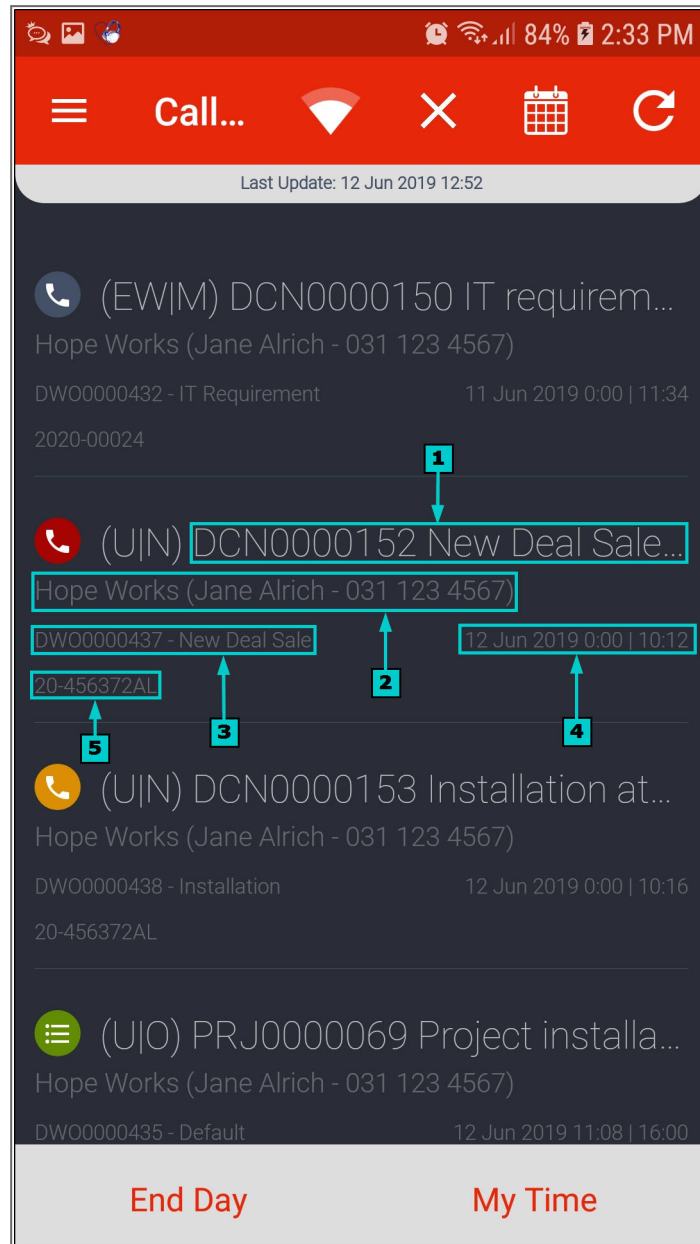 84% 2:33 PM
Call...
Last Update: 12 Jun 2019 12:52
(EW|M) DCN0000150 IT requirem...
Hope Works (Jane Alrich - 031 123 4567)
DWO0000432 - IT Requirement 11 Jun 2019 0:00 | 11:34
2020-00024
1
(U|N) DCN0000152 New Deal Sale...
Hope Works (Jane Alrich - 031 123 4567)
DWO0000437 - New Deal Sale 12 Jun 2019 0:00 | 10:12
2
20-456372AL
3
4
5
(U|N) DCN0000153 Installation at...
Hope Works (Jane Alrich - 031 123 4567)
DWO0000438 - Installation 12 Jun 2019 0:00 | 10:16
20-456372AL
(U|O) PRJ0000069 Project installa...
Hope Works (Jane Alrich - 031 123 4567)
DWO0000435 - Default 12 Jun 2019 11:08 | 16:00
End Day My Time